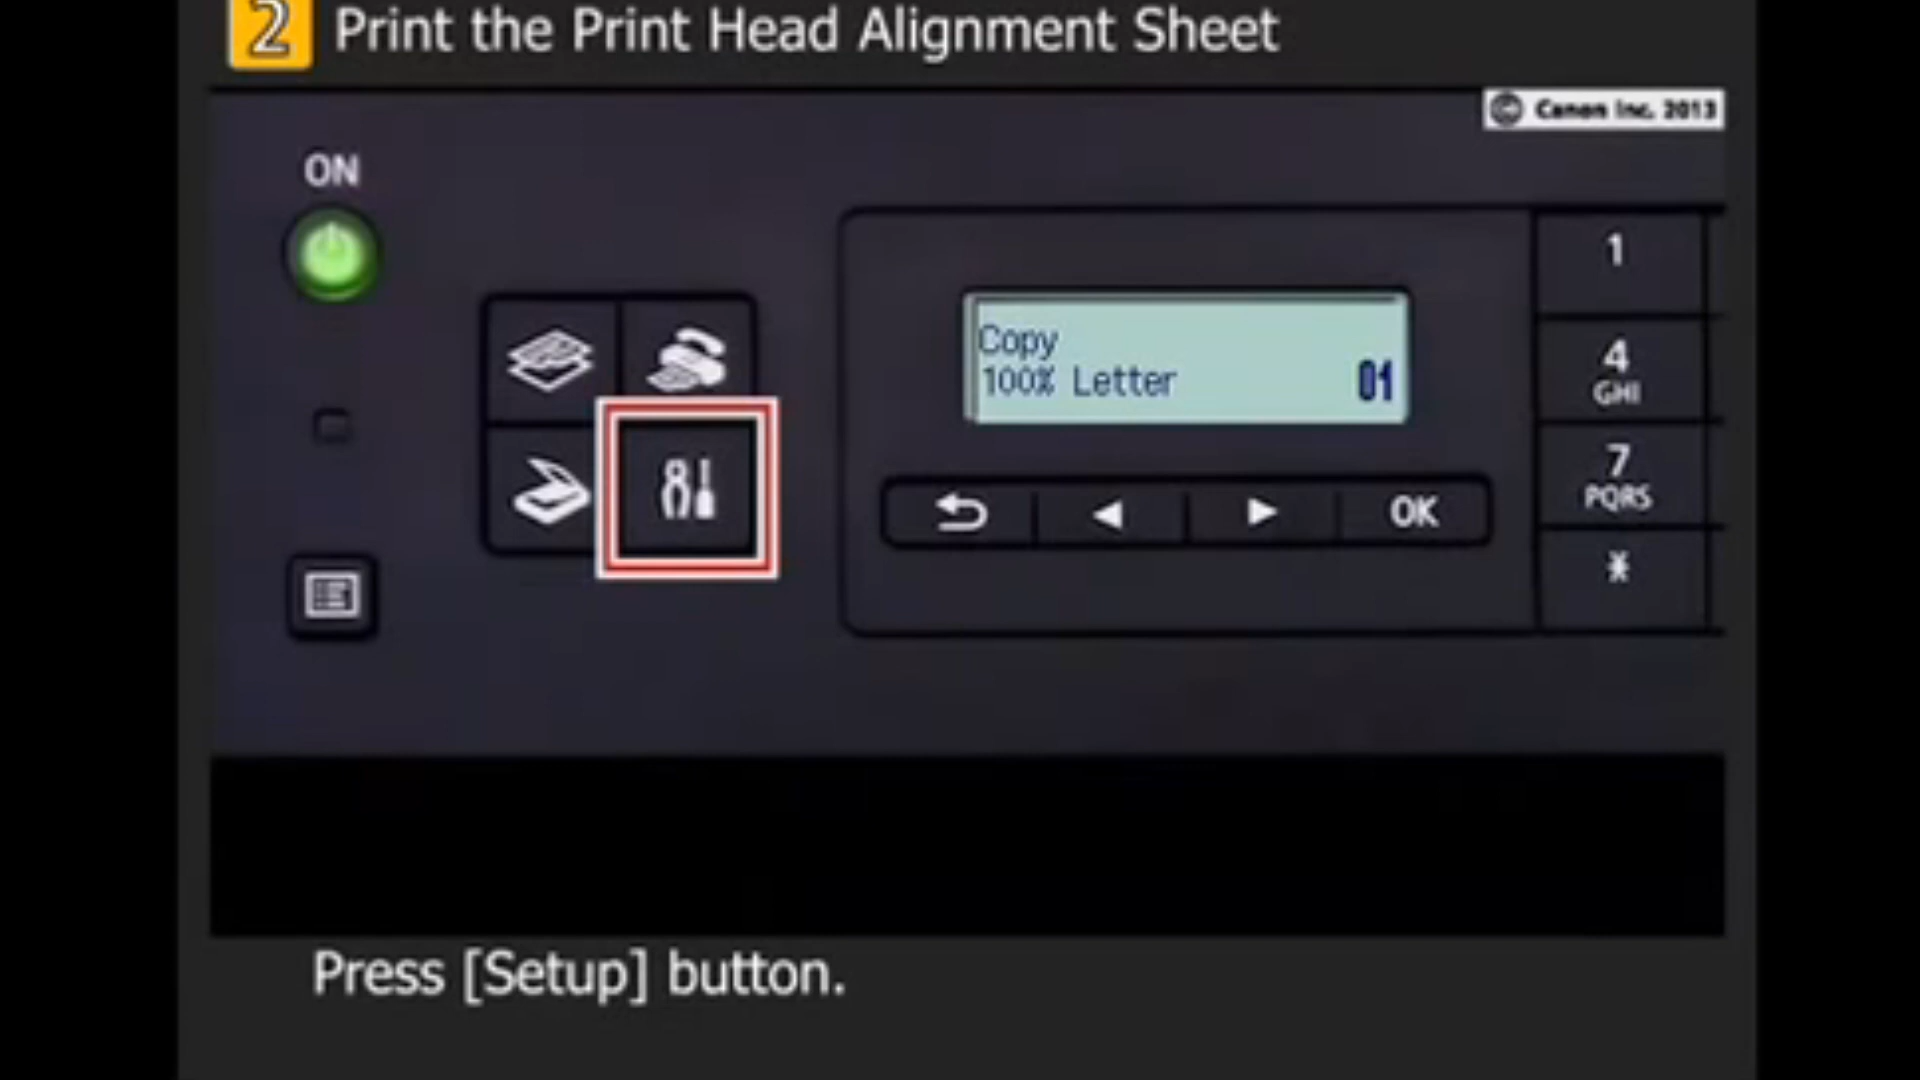 2 Print the Print Head Alignment Sheet
© Canon Inc. 2013
ON
Copy
100% Letter 01
OK
1
4
GHI
7
PQRS
*
Press [Setup] button.